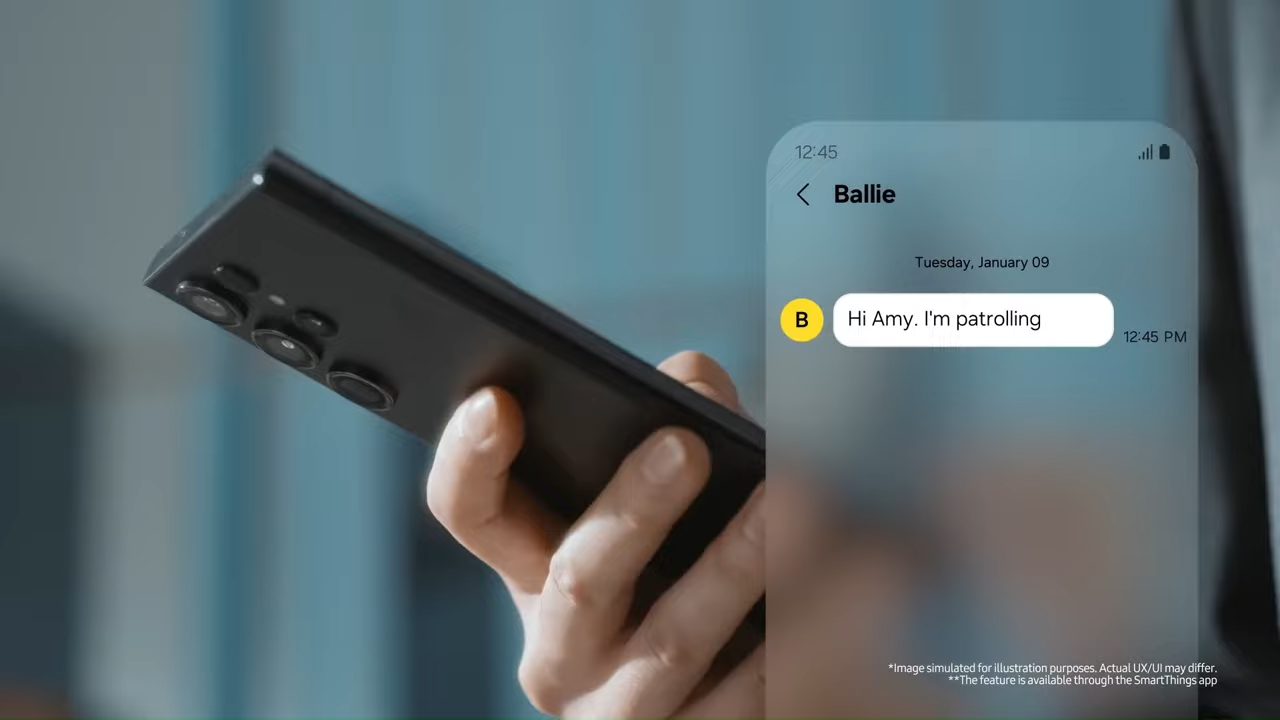 12:45
Ballie
Tuesday, January 09
B
Hi Amy. I'm patrolling
12:45 PM
*Image simulated for illustration purposes. Actual UX/UI may differ.
**The feature is available through the SmartThings app